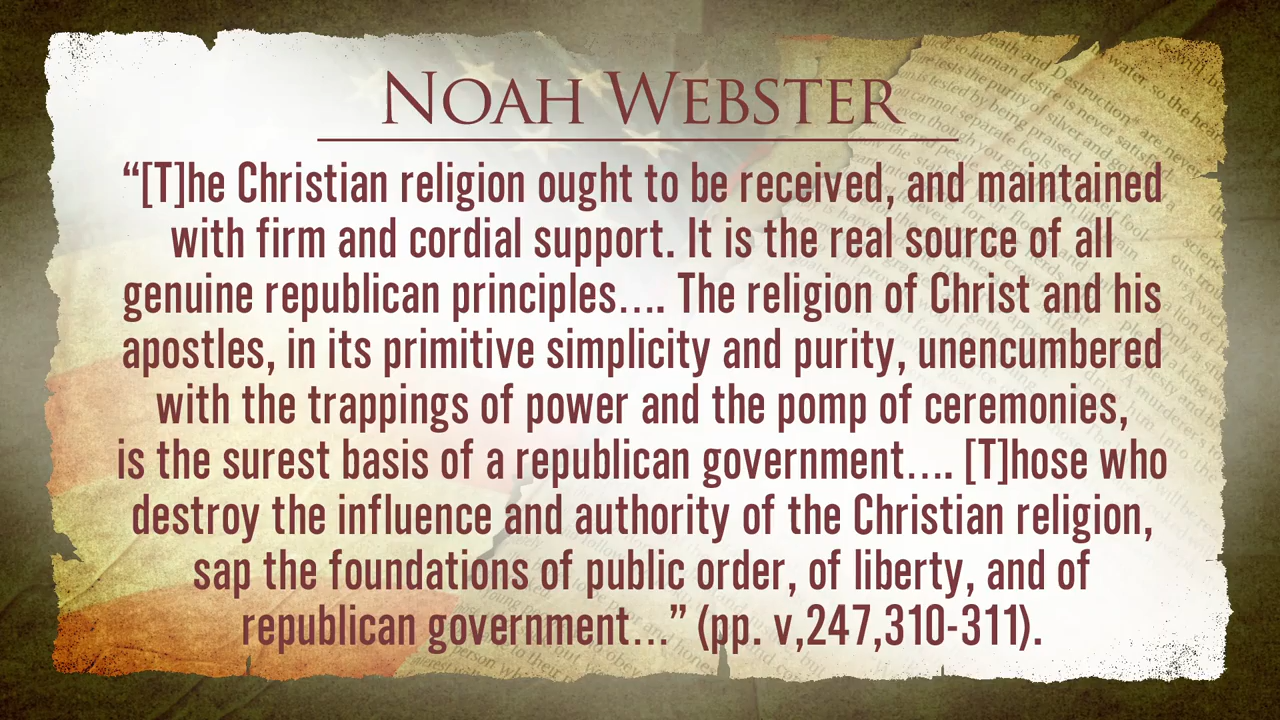 NOAH WEBSTER
“[T]he Christian religion ought to be received, and maintained
with firm and cordial support. It is the real source of all
genuine republican principles…. The religion of Christ and his
apostles, in its primitive simplicity and purity, unencumbered
with the trappings of power and the pomp of ceremonies,
is the surest basis of a republican government…. [T]hose who
destroy the influence and authority of the Christian religion,
sap the foundations of public order, of liberty, and of
republican government…” (pp. v,247,310-311).